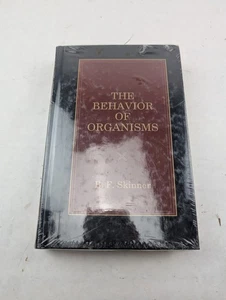 THE
BEHAVIOR
OF
ORGANISMS
B. F. Skinner